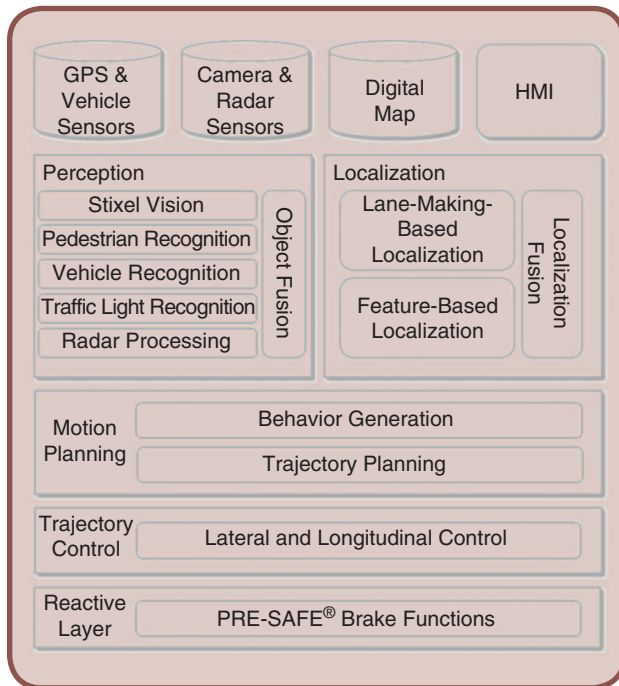 GPS &
Vehicle
Sensors
Camera &
Radar
Sensors
Digital
Map
HMI
Perception
Stixel Vision
Pedestrian Recognition
Vehicle Recognition
Traffic Light Recognition
Radar Processing
Object Fusion
Localization
Lane-Making-
Based
Localization
Feature-Based
Localization
Localization
Fusion
Motion
Planning
Behavior Generation
Trajectory Planning
Trajectory
Control
Lateral and Longitudinal Control
Reactive
Layer
PRE-SAFE® Brake Functions